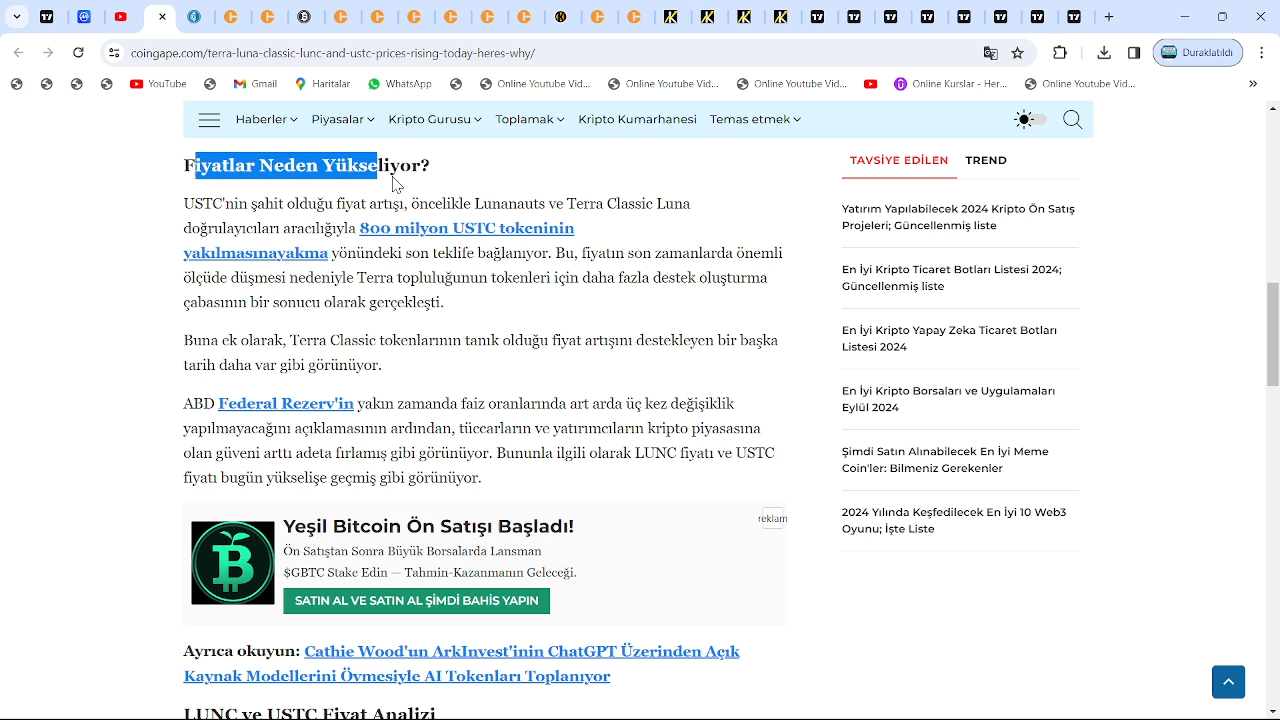 Duraklatıldı
coingape.com/terra-luna-classic-lunc-and-ustc-prices-rising-today-heres-why/
YouTube
Gmail
Haritalar
WhatsApp
Online Youtube Vid...
Online Youtube Vid...
Online Youtube Vid...
Online Kurslar - Her...
Online Youtube Vid...
Haberler
Piyasalar
Kripto Gurusu
Toplamak
Kripto Kumarhanesi
Temas etmek
Fiyatlar Neden Yükseliyor?
USTC'nin şahit olduğu fiyat artışı, öncelikle Lunanauts ve Terra Classic Luna
doğrulayıcıları aracılığıyla 800 milyon USTC tokeninin
yakılmasınayakma yönündeki son teklife bağlanıyor. Bu, fiyatın son zamanlarda önemli
ölçüde düşmesi nedeniyle Terra topluluğunun tokenleri için daha fazla destek oluşturma
çabasının bir sonucu olarak gerçekleşti.
Buna ek olarak, Terra Classic tokenlarının tanık olduğu fiyat artışını destekleyen bir başka
tarih daha var gibi görünüyor.
ABD Federal Rezerv'in yakın zamanda faiz oranlarında art arda üç kez değişiklik
yapılmayacağını açıklamasının ardından, tüccarların ve yatırımcıların kripto piyasasına
olan güveni arttı adeta fırlamış gibi görünüyor. Bununla ilgili olarak LUNC fiyatı ve USTC
fiyatı bugün yükselişe geçmiş gibi görünüyor.
Yeşil Bitcoin Ön Satışı Başladı!
reklam
Ön Satıştan Sonra Büyük Borsalarda Lansman
$GBTC Stake Edin — Tahmin-Kazanmanın Geleceği.
SATIN AL VE SATIN AL ŞİMDİ BAHİS YAPIN
Ayrıca okuyun: Cathie Wood'un ArkInvest'inin ChatGPT Üzerinden Açık
Kaynak Modellerini Övmesiyle AI Tokenları Toplanıyor
LUNC ve USTC Fiyat Analizi
TAVSİYE EDİLEN
TREND
Yatırım Yapılabilecek 2024 Kripto Ön Satış
Projeleri; Güncellenmiş liste
En İyi Kripto Ticaret Botları Listesi 2024;
Güncellenmiş liste
En İyi Kripto Yapay Zeka Ticaret Botları
Listesi 2024
En İyi Kripto Borsaları ve Uygulamaları
Eylül 2024
Şimdi Satın Alınabilecek En İyi Meme
Coin'ler: Bilmeniz Gerekenler
2024 Yılında Keşfedilecek En İyi 10 Web3
Oyunu; İşte Liste